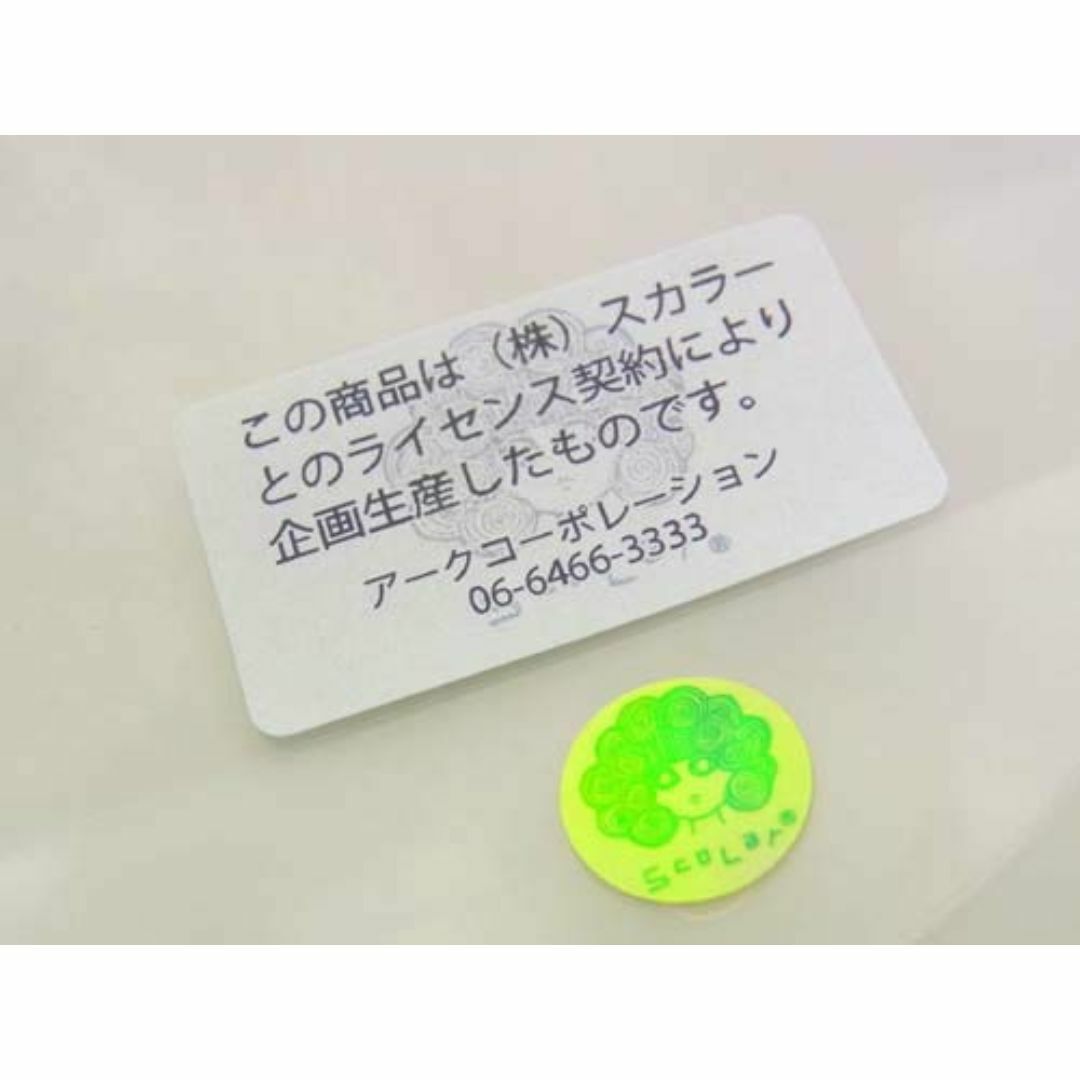 この商品は（株）スカラー
とのライセンス契約により
企画生産したものです。
アークコーポレーション
06-6466-3333
ScoLar®